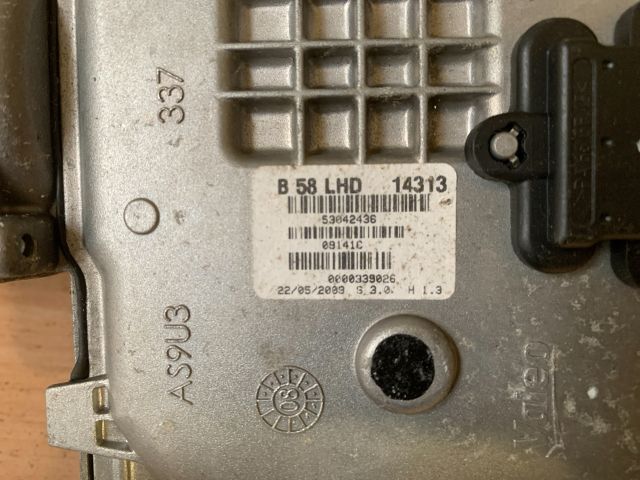 337
B 58 LHD 14313
53042436
09141C
0000339026
22/05/2009 S 3.0. H 1.3
AS9U3
Valeo